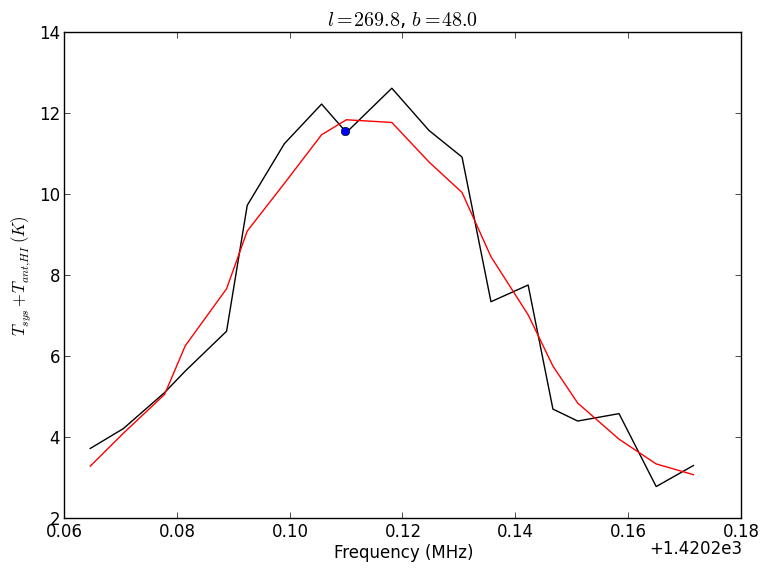 l = 269.8, b = 48.0
14
12
10
8
6
4
2
T_sys + T_ant,HI (K)
0.06 0.08 0.10 0.12 0.14 0.16 0.18
Frequency (MHz)
+1.4202e3